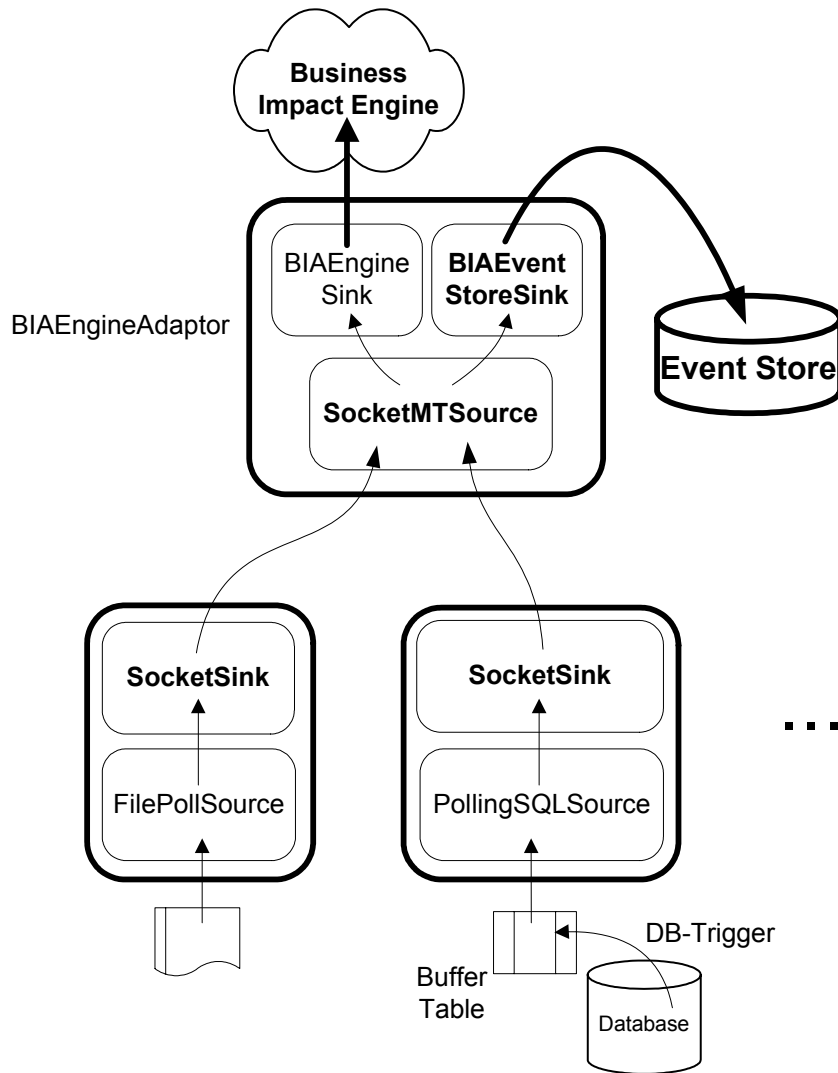 Business
Impact Engine
BIAEngine
Sink
BIAEvent
StoreSink
BIAEngineAdaptor
Event Store
SocketMTSource
SocketSink
SocketSink
FilePollSource
PollingSQLSource
DB-Trigger
Buffer
Table
Database